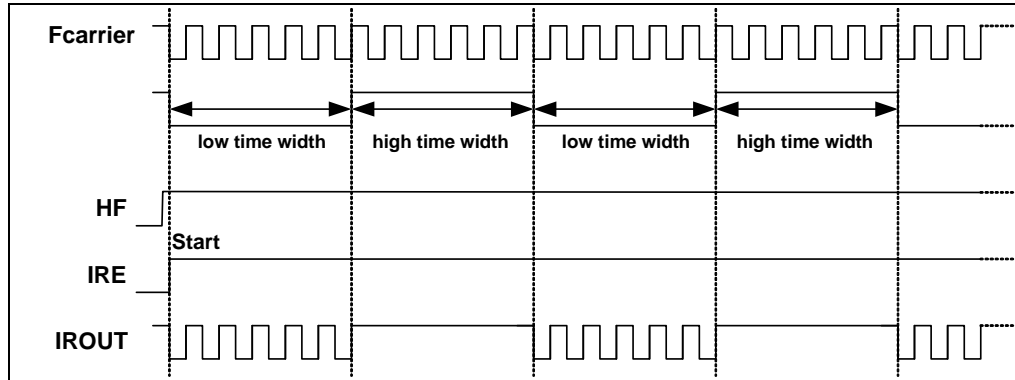 Fcarrier
low time width high time width low time width high time width
HF
Start
IRE
IROUT